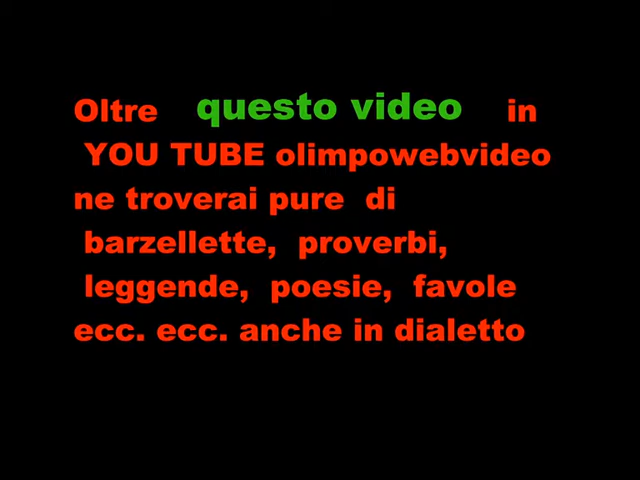 Oltre questo video in
YOU TUBE olimpowebvideo
ne troverai pure di
barzellette, proverbi,
leggende, poesie, favole
ecc. ecc. anche in dialetto